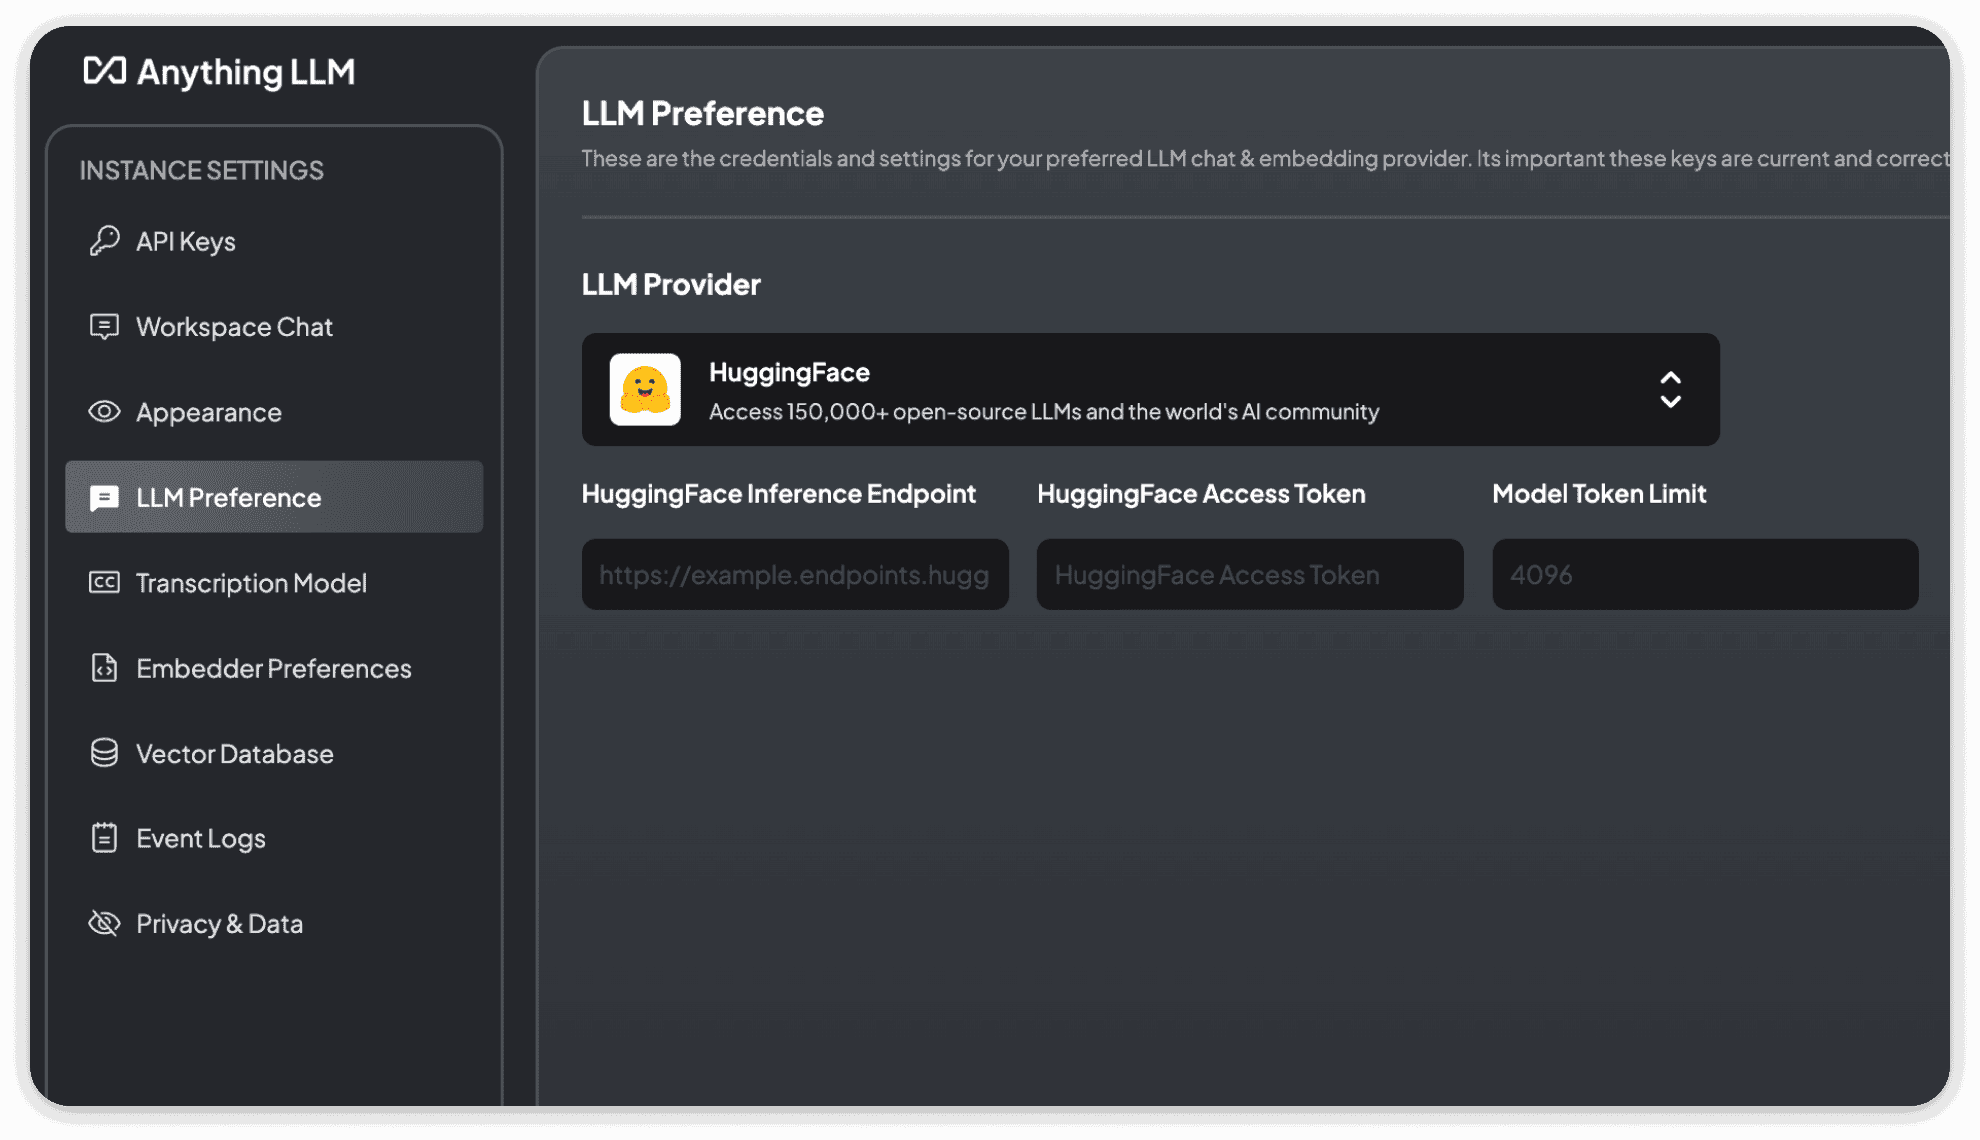 Anything LLM
INSTANCE SETTINGS
API Keys
Workspace Chat
Appearance
LLM Preference
Transcription Model
Embedder Preferences
Vector Database
Event Logs
Privacy & Data
LLM Preference
These are the credentials and settings for your preferred LLM chat & embedding provider. Its important these keys are current and correct
LLM Provider
HuggingFace
Access 150,000+ open-source LLMs and the world's AI community
HuggingFace Inference Endpoint
HuggingFace Access Token
Model Token Limit
https://example.endpoints.hugg
HuggingFace Access Token
4096